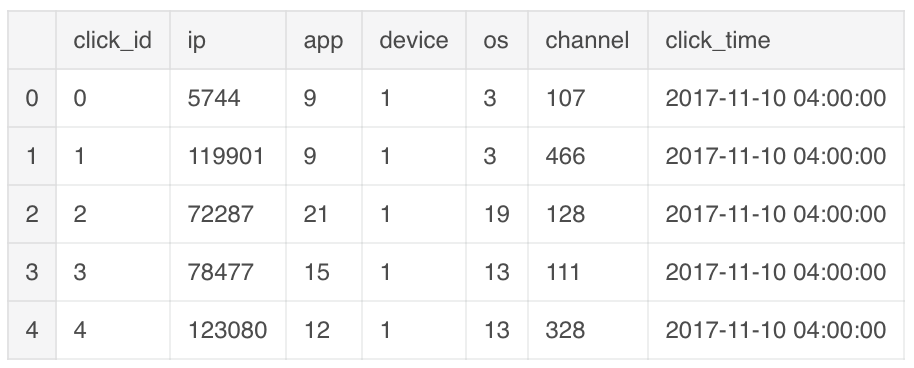 click_id ip app device os channel click_time
0 0 5744 9 1 3 107 2017-11-10 04:00:00
1 1 119901 9 1 3 466 2017-11-10 04:00:00
2 2 72287 21 1 19 128 2017-11-10 04:00:00
3 3 78477 15 1 13 111 2017-11-10 04:00:00
4 4 123080 12 1 13 328 2017-11-10 04:00:00